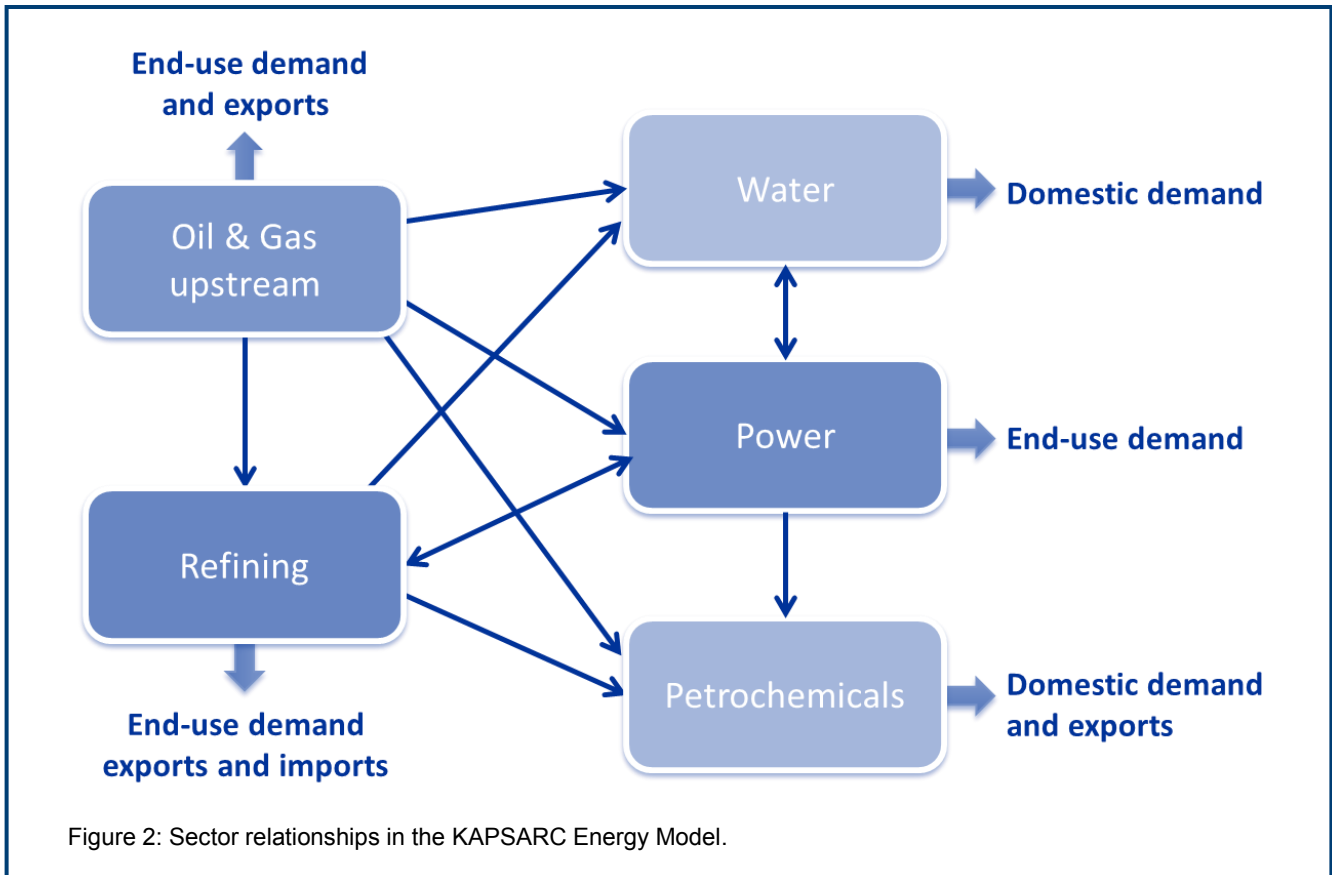 End-use demand
and exports
Oil & Gas
upstream
Water
Domestic demand
Power
End-use demand
Refining
Petrochemicals
Domestic demand
and exports
End-use demand
exports and imports
Figure 2: Sector relationships in the KAPSARC Energy Model.